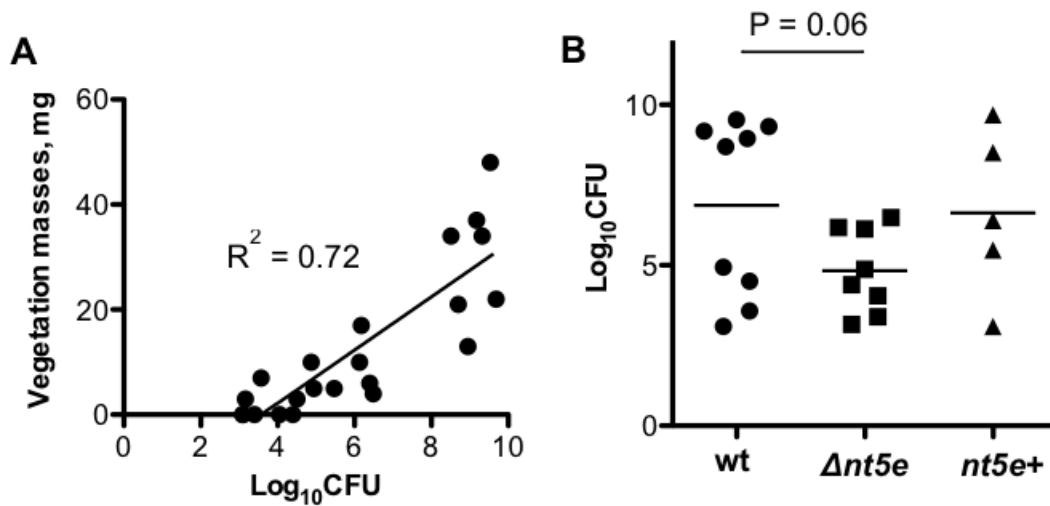 A
Vegetation masses, mg
60
40
20
0
R² = 0.72
0 2 4 6 8 10
Log₁₀CFU
B
P = 0.06
Log₁₀CFU
10
5
0
wt Δnt5e nt5e+